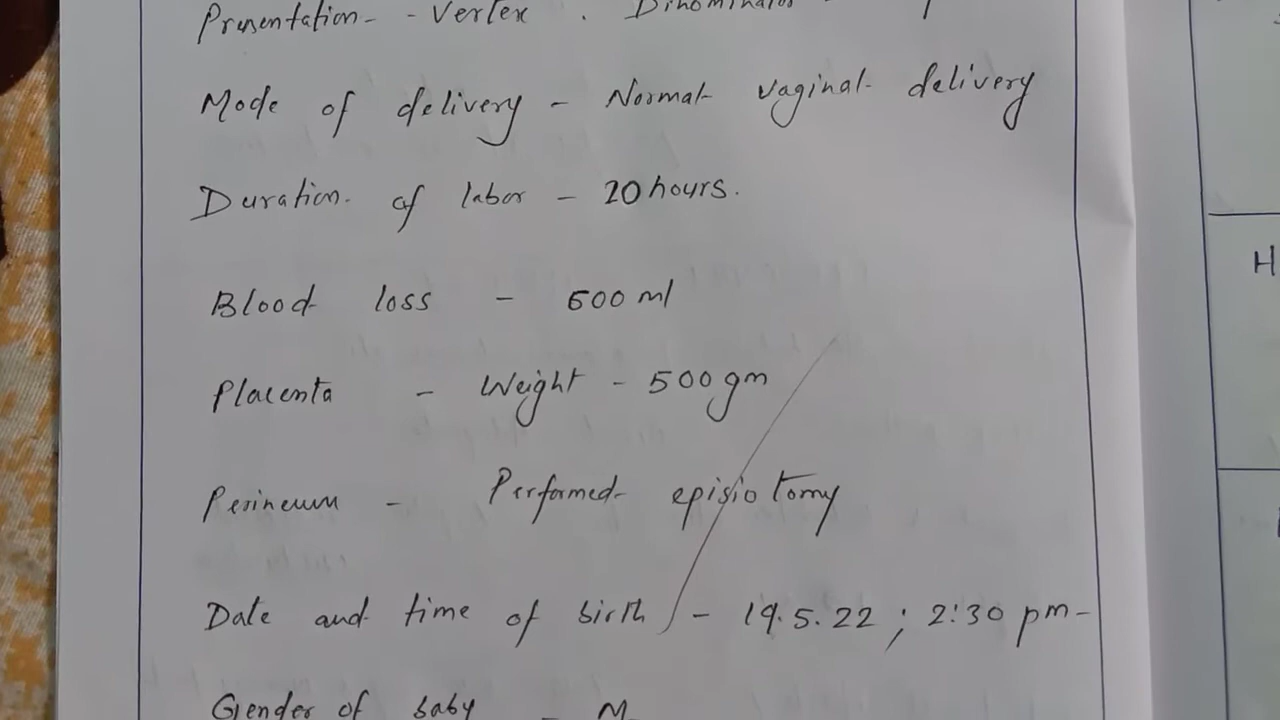 Presentation - - Vertex . Dinominator -
Mode of delivery - Normal vaginal delivery
Duration of labor - 20 hours.
Blood loss - 600 ml
Placenta - Weight - 500 gm
Perineum - Performed episiotomy
Date and time of birth - 19.5.22 ; 2:30 pm -
Gender of baby -
H